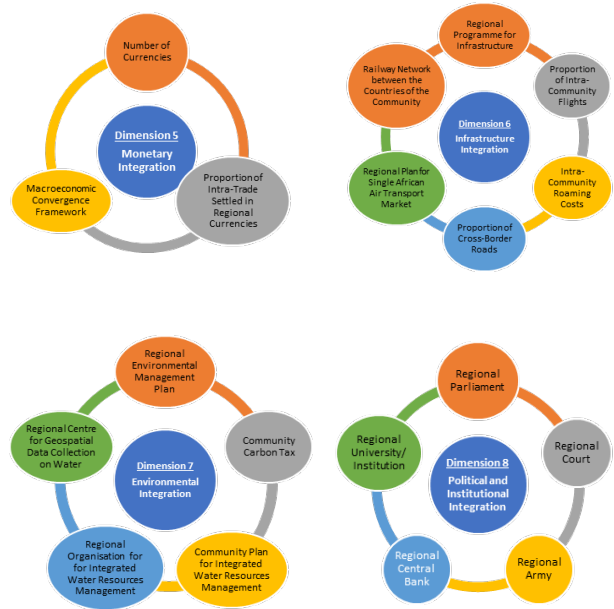 Number of
Currencies
Dimension 5
Monetary
Integration
Macroeconomic
Convergence
Framework
Proportion of
Intra-Trade
Settled in
Regional
Currencies
Regional
Programme for
Infrastructure
Railway Network
between the
Countries of the
Community
Proportion
of Intra-
Community
Flights
Dimension 6
Infrastructure
Integration
Regional Plan for
Single African
Air Transport
Market
Intra-
Community
Roaming
Costs
Proportion of
Cross-Border
Roads
Regional
Environmental
Management
Plan
Regional Centre
for Geospatial
Data Collection
on Water
Community
Carbon Tax
Dimension 7
Environmental
Integration
Regional
Organisation for
for Integrated
Water Resources
Management
Community Plan
for Integrated
Water Resources
Management
Regional
Parliament
Regional
University/
Institution
Regional
Court
Dimension 8
Political and
Institutional
Integration
Regional
Central
Bank
Regional
Army